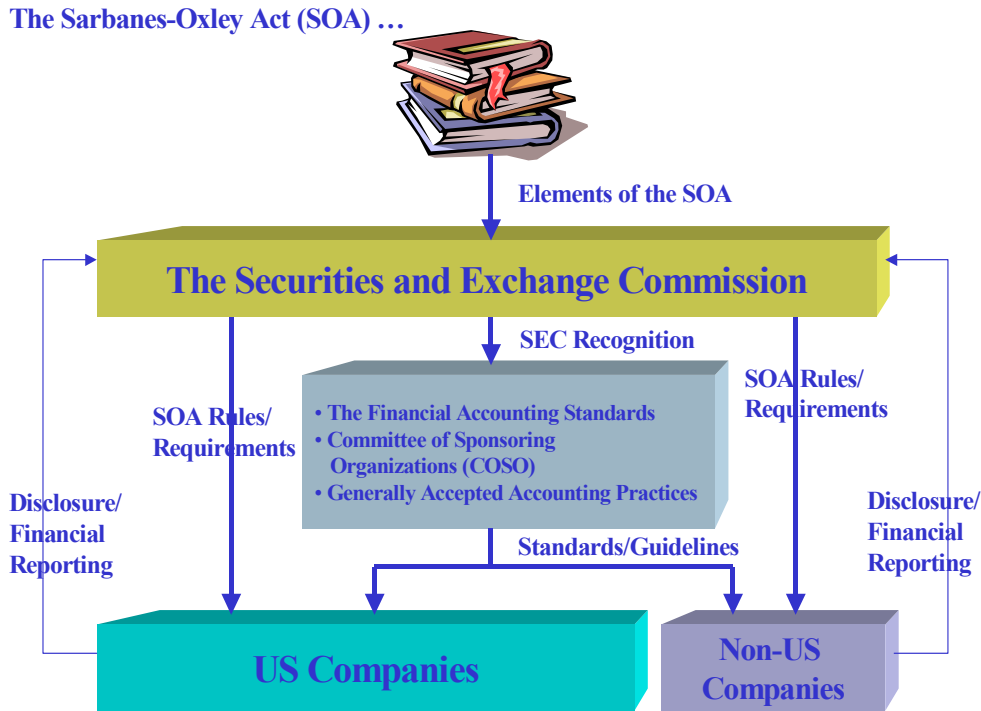 The Sarbanes-Oxley Act (SOA) …
Elements of the SOA
The Securities and Exchange Commission
SEC Recognition
SOA Rules/
Requirements
• The Financial Accounting Standards
• Committee of Sponsoring
Organizations (COSO)
• Generally Accepted Accounting Practices
SOA Rules/
Requirements
Disclosure/
Financial
Reporting
Standards/Guidelines
Disclosure/
Financial
Reporting
US Companies
Non-US
Companies